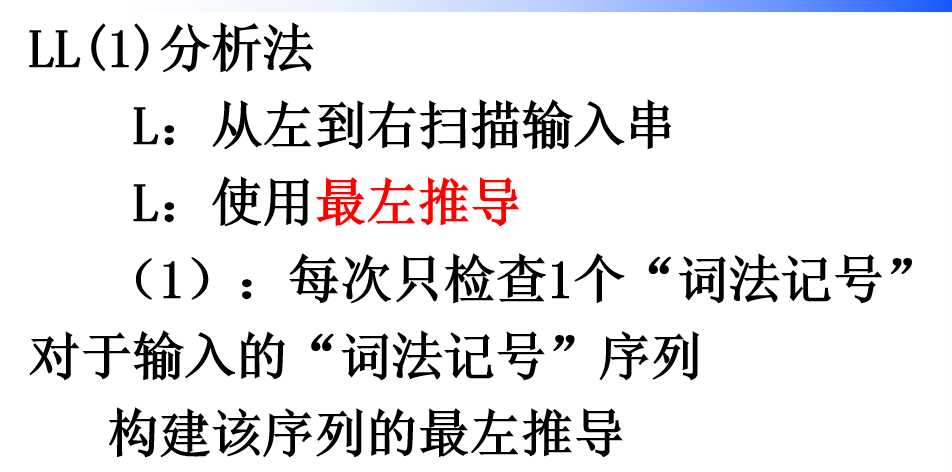 LL(1)分析法
L：从左到右扫描输入串
L：使用最左推导
（1）：每次只检查1个“词法记号”
对于输入的“词法记号”序列
构建该序列的最左推导